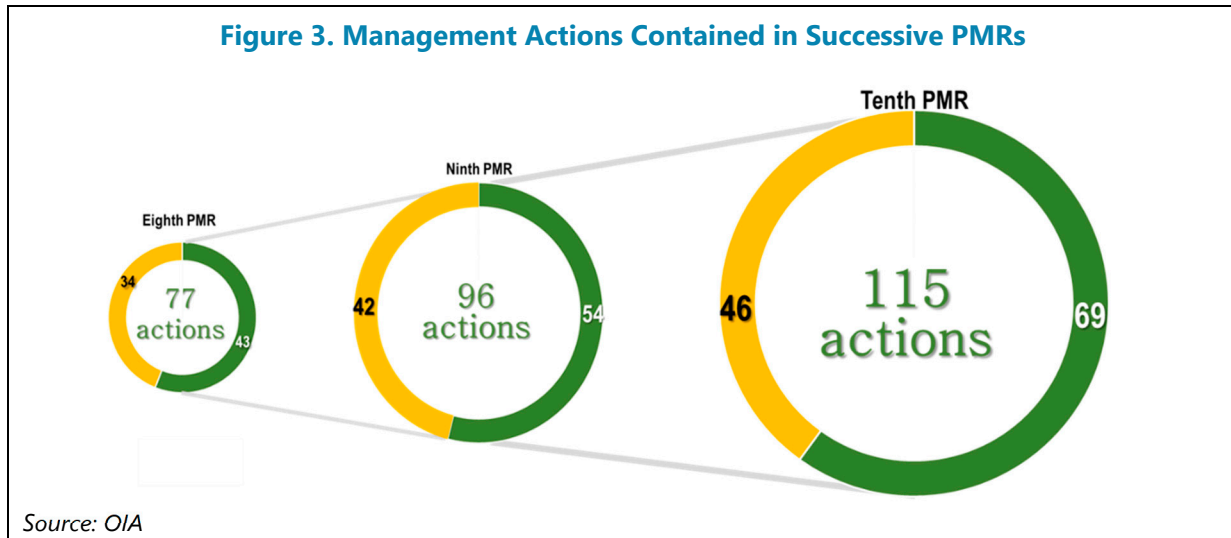 Figure 3. Management Actions Contained in Successive PMRs
Eighth PMR
34
77
actions
43
Ninth PMR
42
96
actions
54
Tenth PMR
46
115
actions
69
Source: OIA